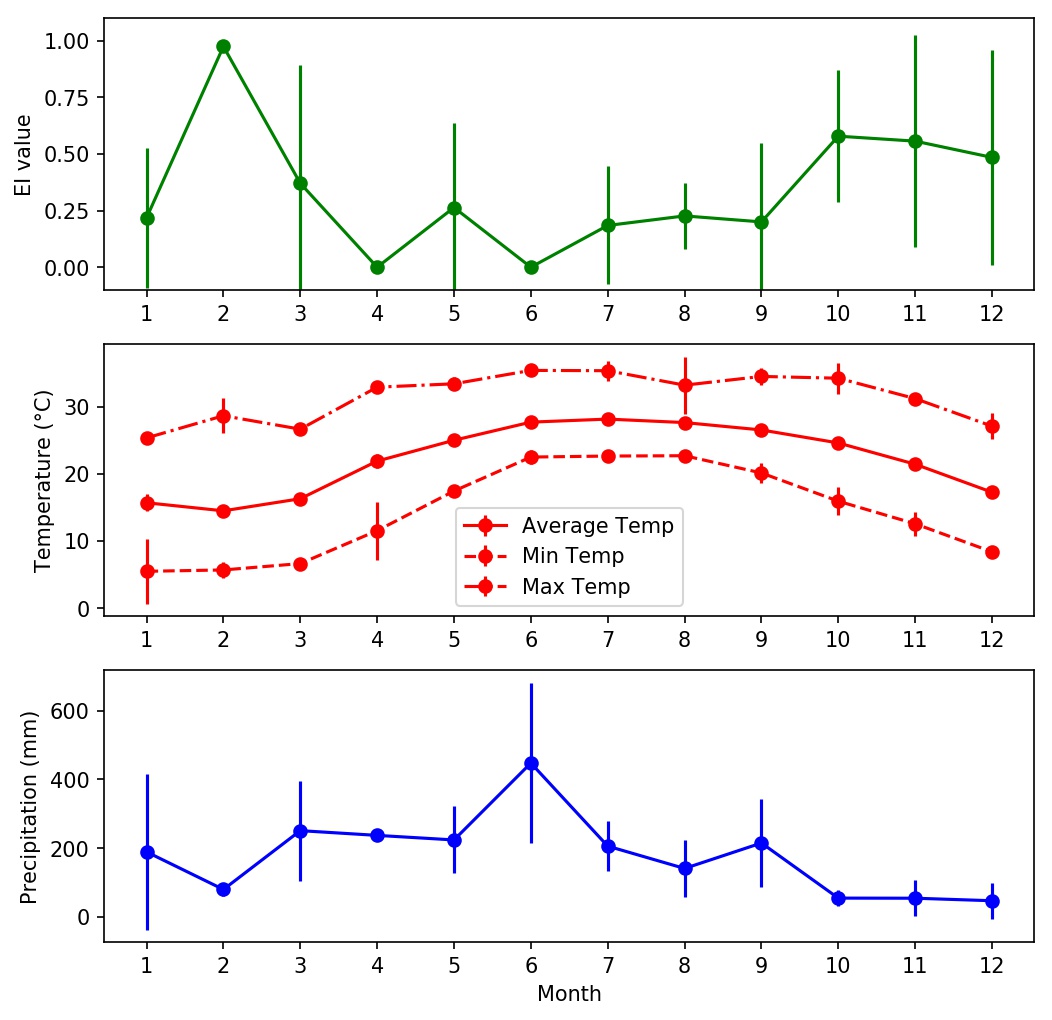 EI value
1.00
0.75
0.50
0.25
0.00
1 2 3 4 5 6 7 8 9 10 11 12
Temperature (°C)
30
20
10
0
Average Temp
Min Temp
Max Temp
1 2 3 4 5 6 7 8 9 10 11 12
Precipitation (mm)
600
400
200
0
1 2 3 4 5 6 7 8 9 10 11 12
Month